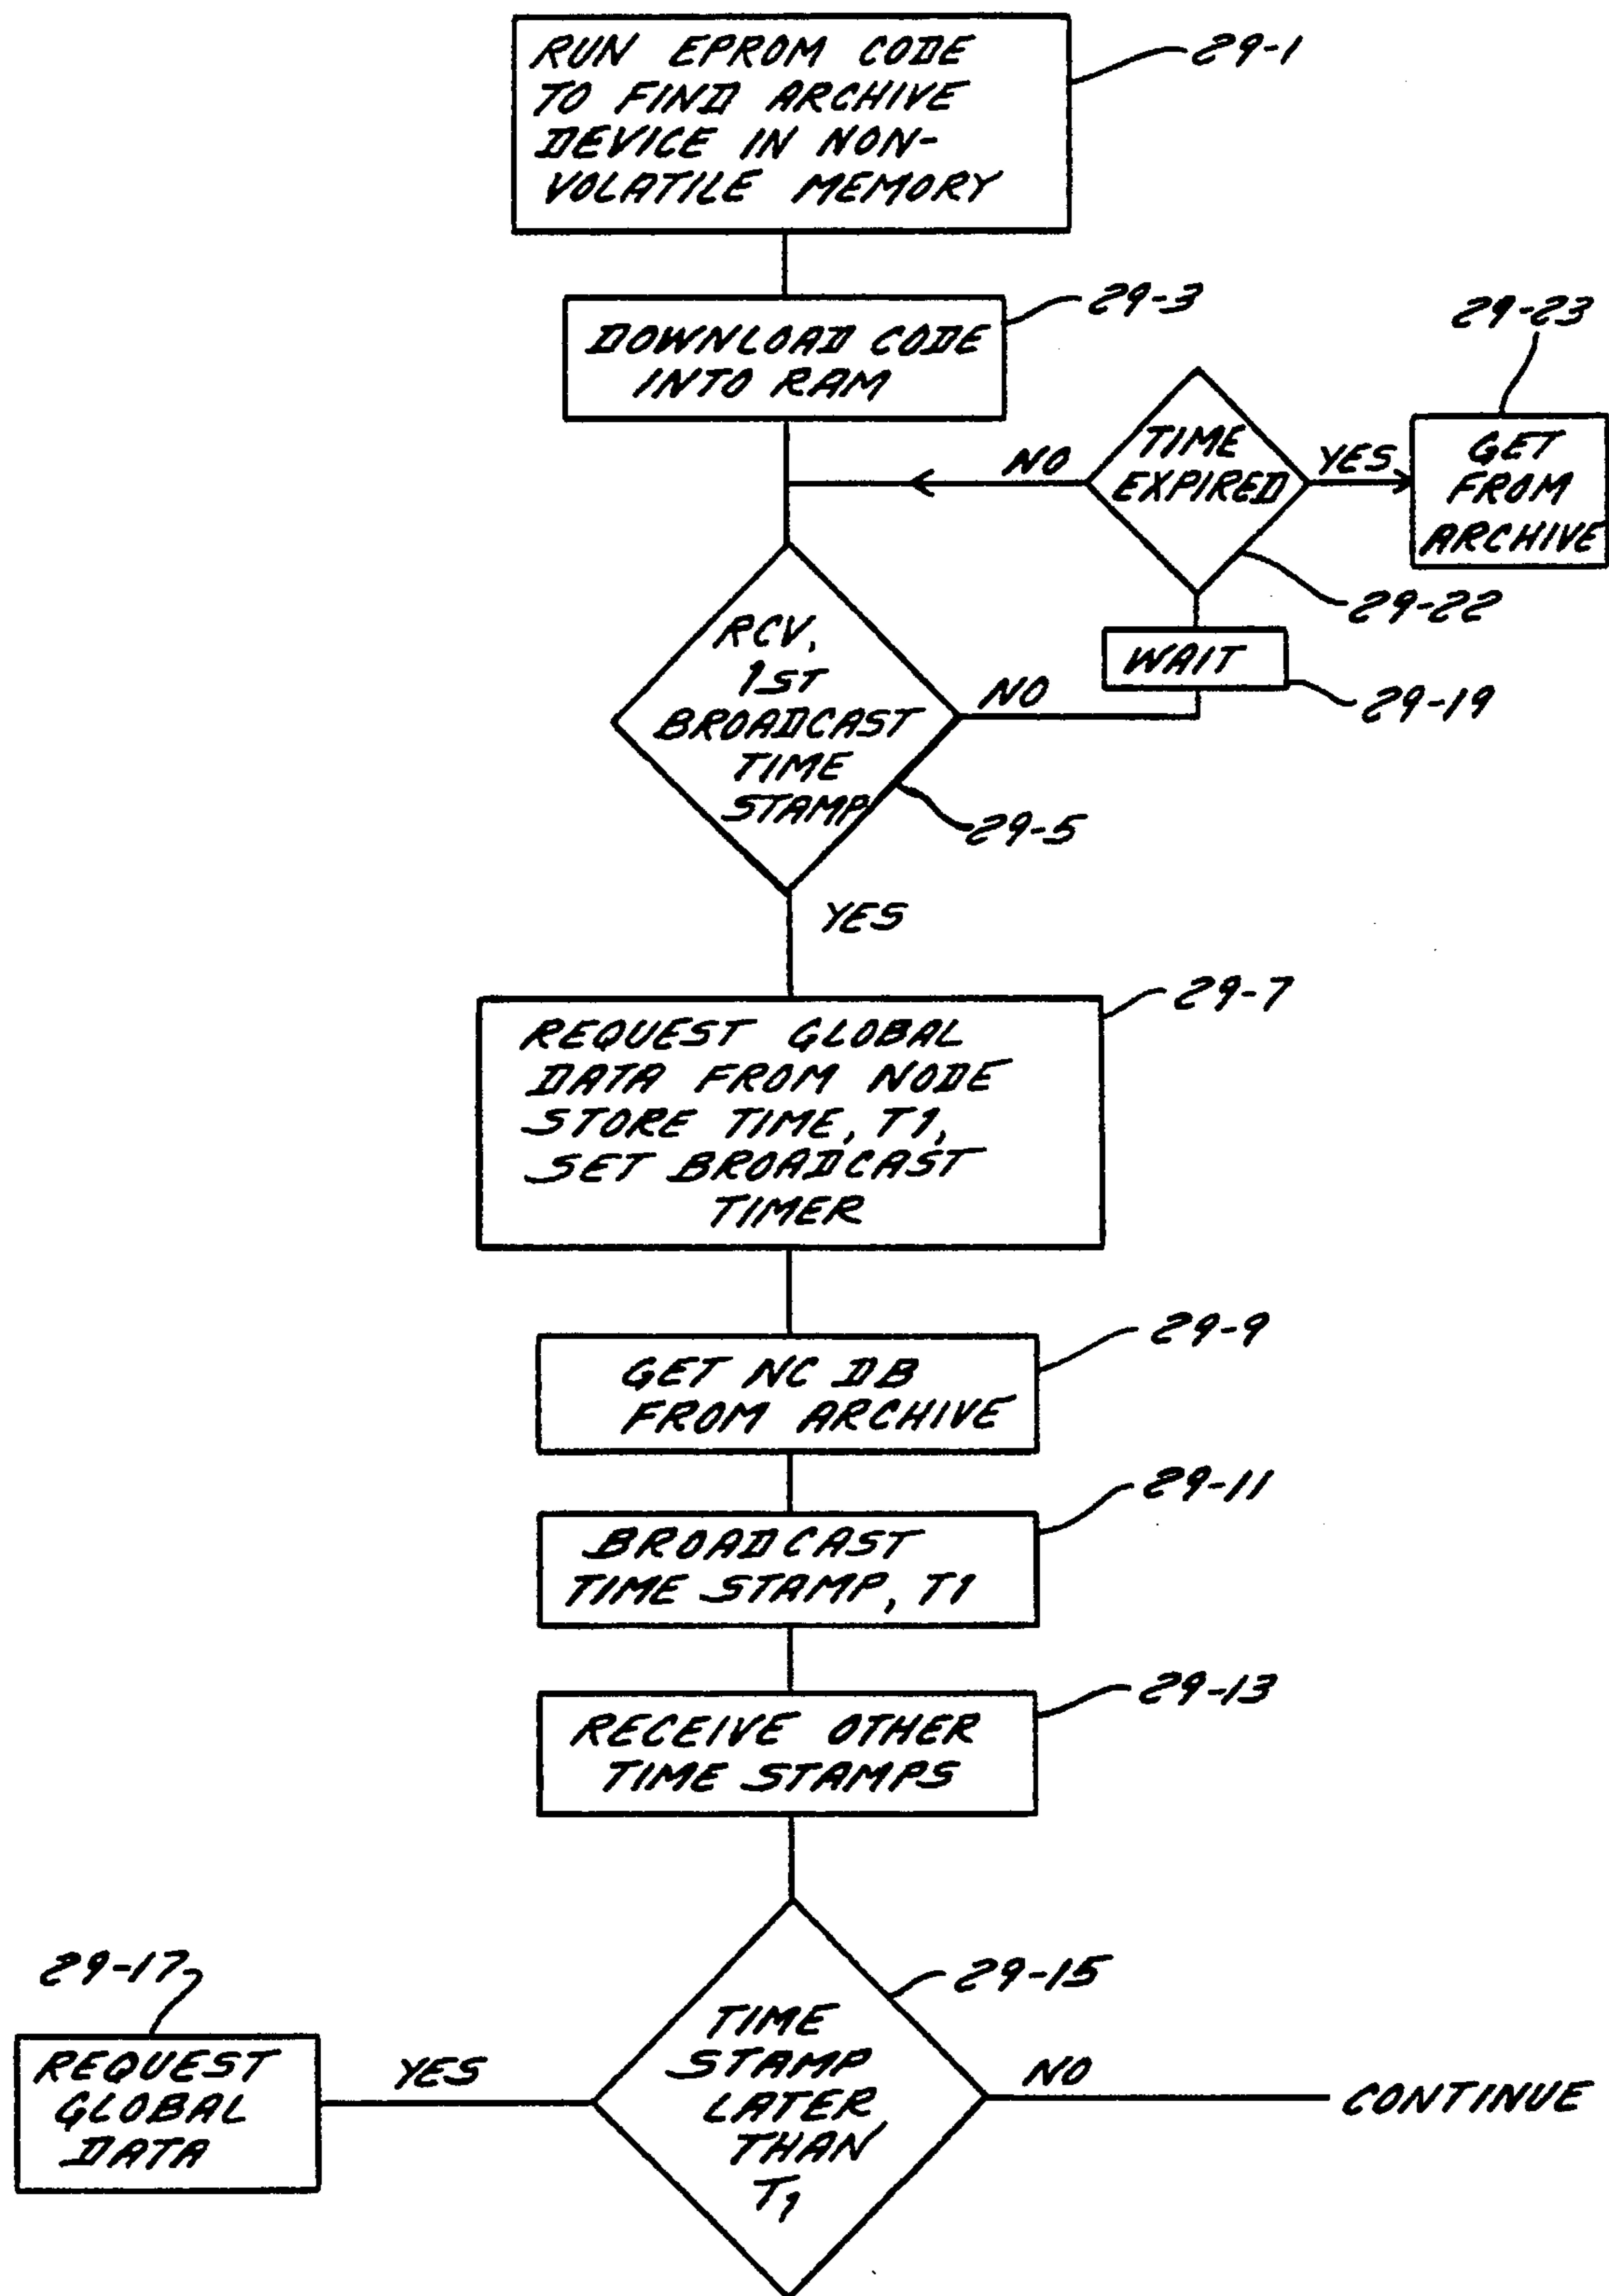 RUN EPROM CODE
TO FIND ARCHIVE
DEVICE IN NON-
VOLATILE MEMORY
29-1
DOWNLOAD CODE
INTO RAM
29-3
29-23
TIME
EXPIRED
NO
YES
GET
FROM
ARCHIVE
29-22
WAIT
29-19
RCV,
1ST
BROADCAST
TIME
STAMP
NO
29-5
YES
29-7
REQUEST GLOBAL
DATA FROM NODE
STORE TIME, T1,
SET BROADCAST
TIMER
29-9
GET NC DB
FROM ARCHIVE
29-11
BROADCAST
TIME STAMP, T1
29-13
RECEIVE OTHER
TIME STAMPS
29-17
29-15
REQUEST
GLOBAL
DATA
YES
TIME
STAMP
LATER
THAN
T1
NO
CONTINUE